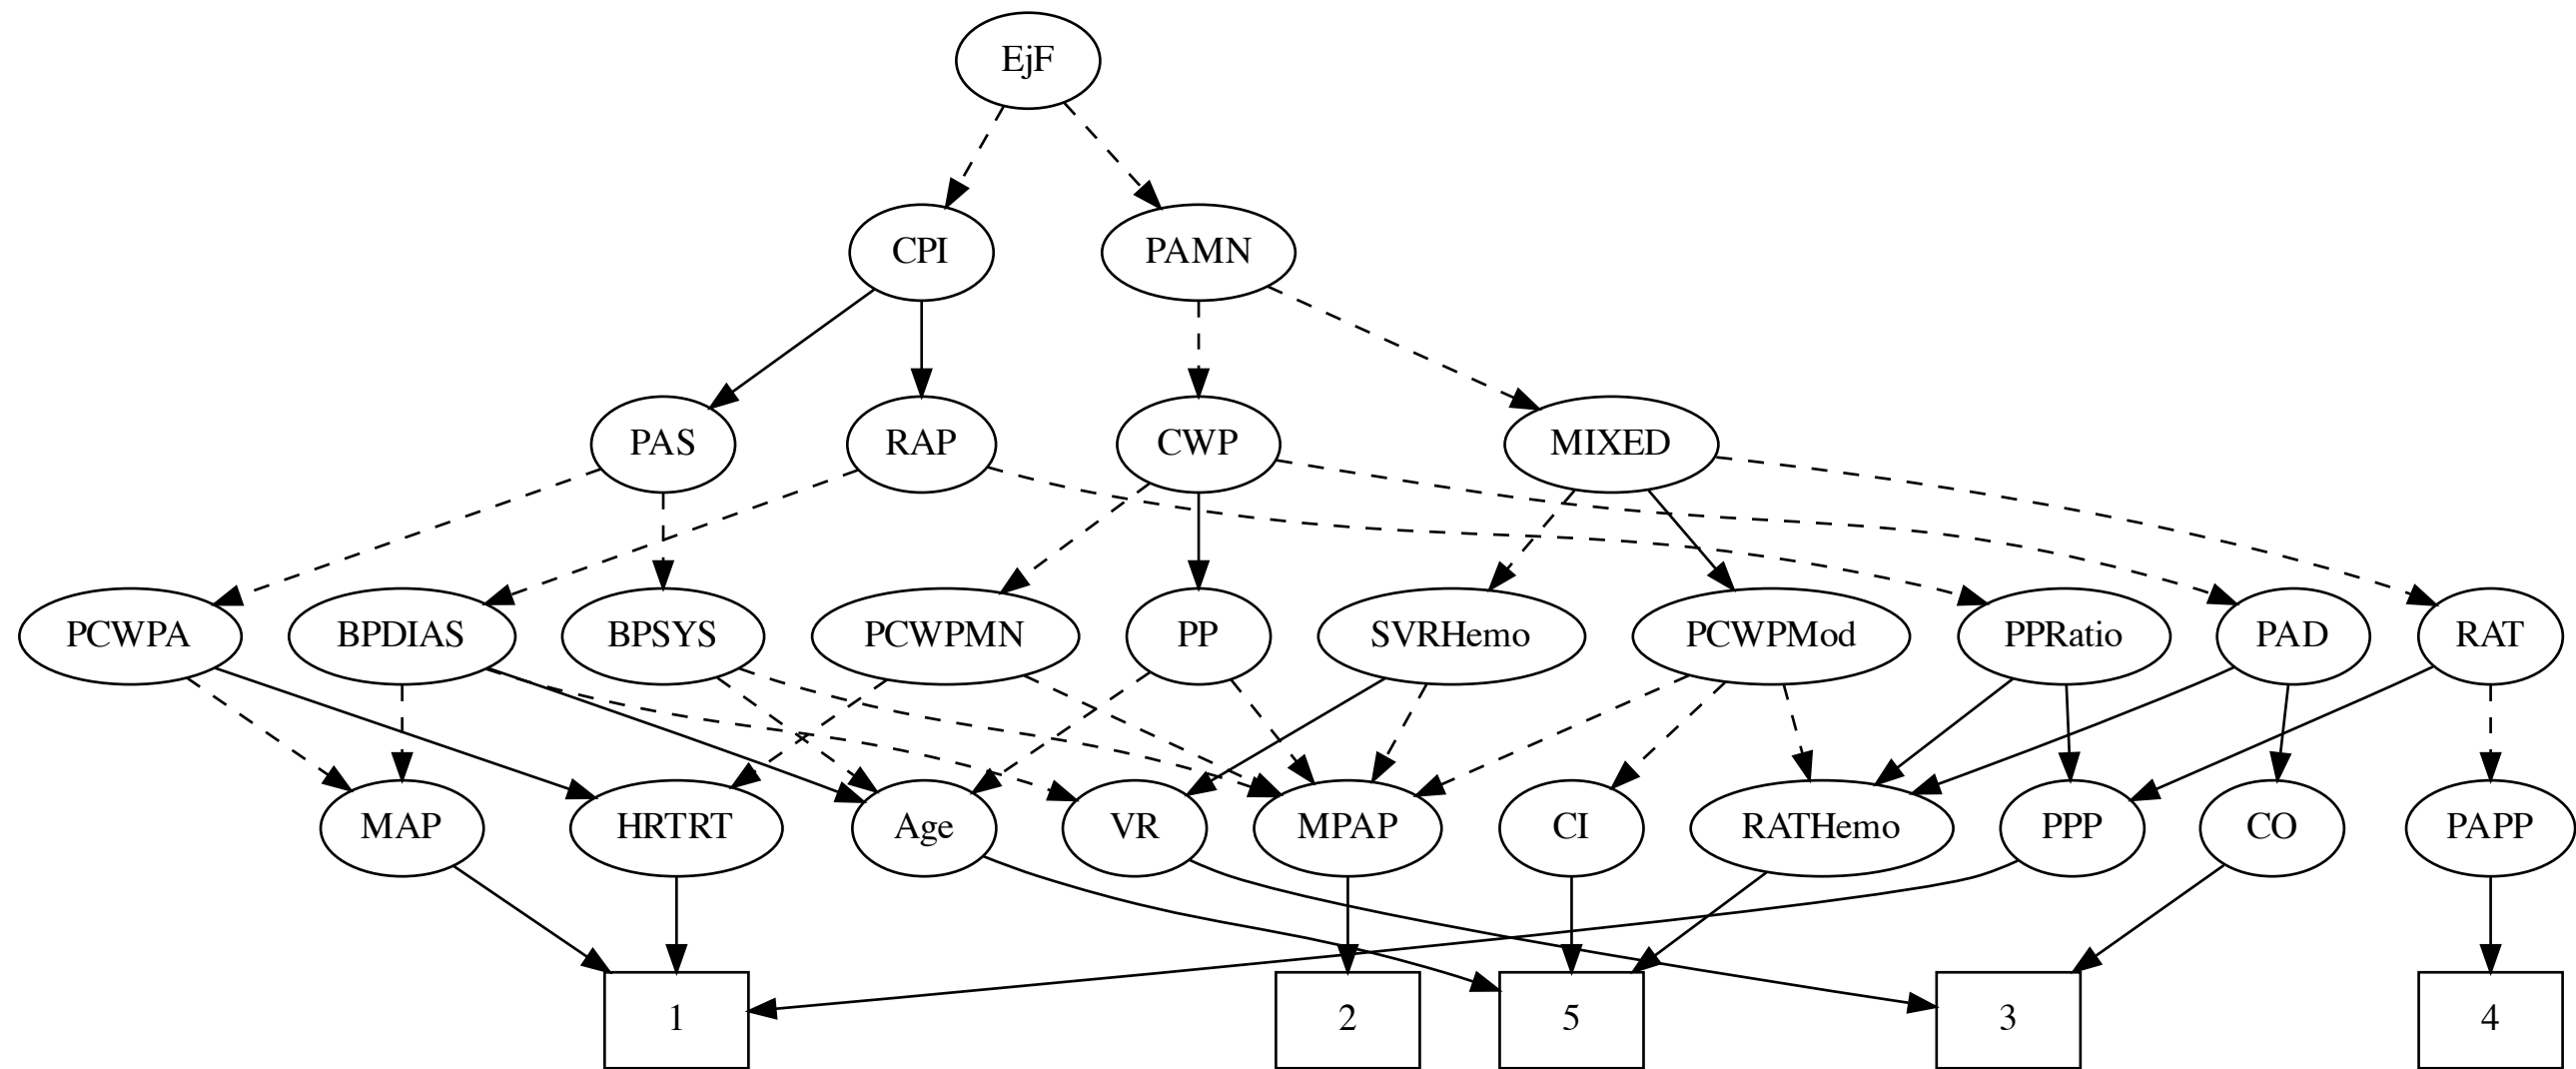 EjF
CPI
PAMN
PAS
RAP
CWP
MIXED
PCWPA
BPDIAS
BPSYS
PCWPMN
PP
SVRHemo
PCWPMod
PPRatio
PAD
RAT
MAP
HRTRT
Age
VR
MPAP
CI
RATHemo
PPP
CO
PAPP
1
2
5
3
4